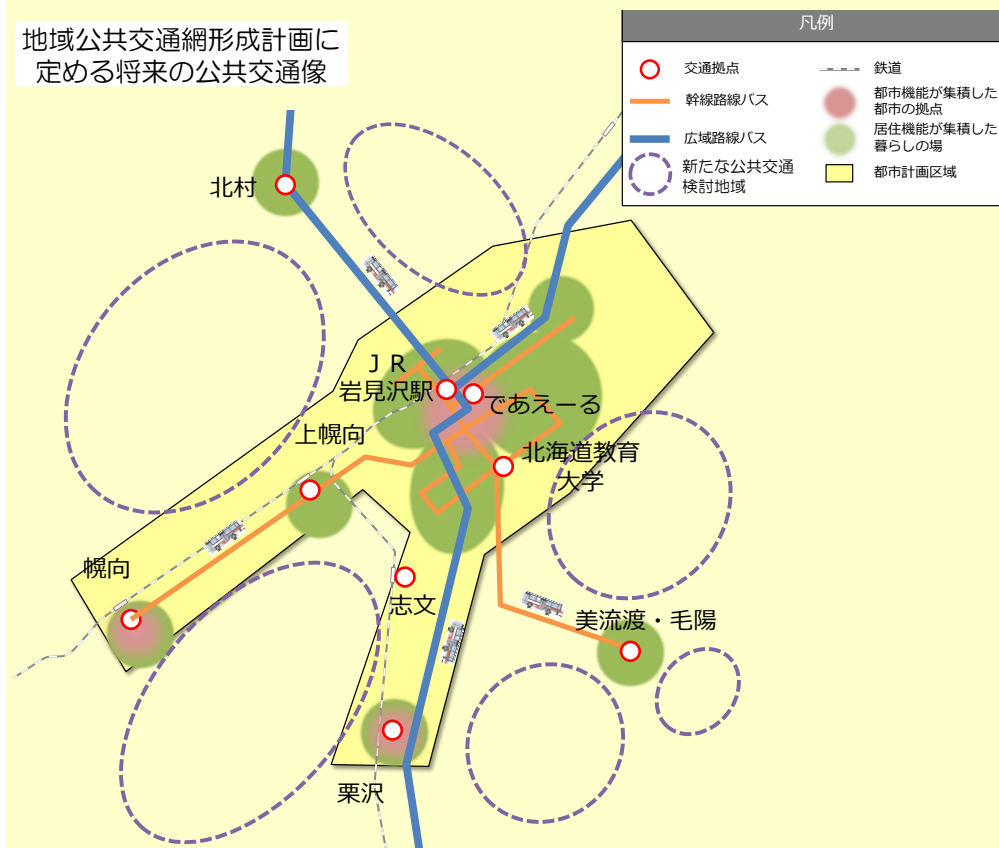 地域公共交通網形成計画に
定める将来の公共交通像
凡例
交通拠点
鉄道
幹線路線バス
都市機能が集積した
都市の拠点
広域路線バス
居住機能が集積した
暮らしの場
新たな公共交通
検討地域
都市計画区域
北村
ＪＲ
岩見沢駅
であえーる
上幌向
北海道教育
大学
幌向
志文
美流渡・毛陽
栗沢